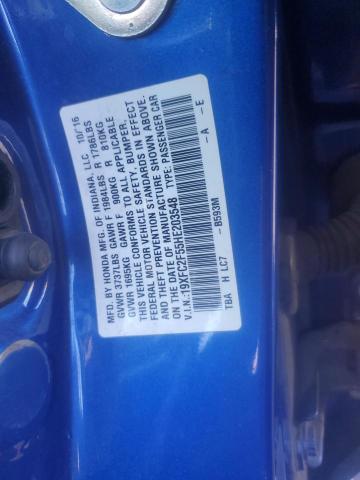 MFD. BY HONDA MFG. OF INDIANA, LLC 10/16
GVWR 3737LBS GAWR F 1984LBS R 1786LBS
GVWR 1695KG GAWR F 900KG R 810KG
THIS VEHICLE CONFORMS TO ALL APPLICABLE
FEDERAL MOTOR VEHICLE SAFETY, BUMPER,
AND THEFT PREVENTION STANDARDS IN EFFECT
ON THE DATE OF MANUFACTURE SHOWN ABOVE.
V.I.N.:19XFC2F55HE203548 TYPE: PASSENGER CAR
-B593M -A -E
TBA H LC7